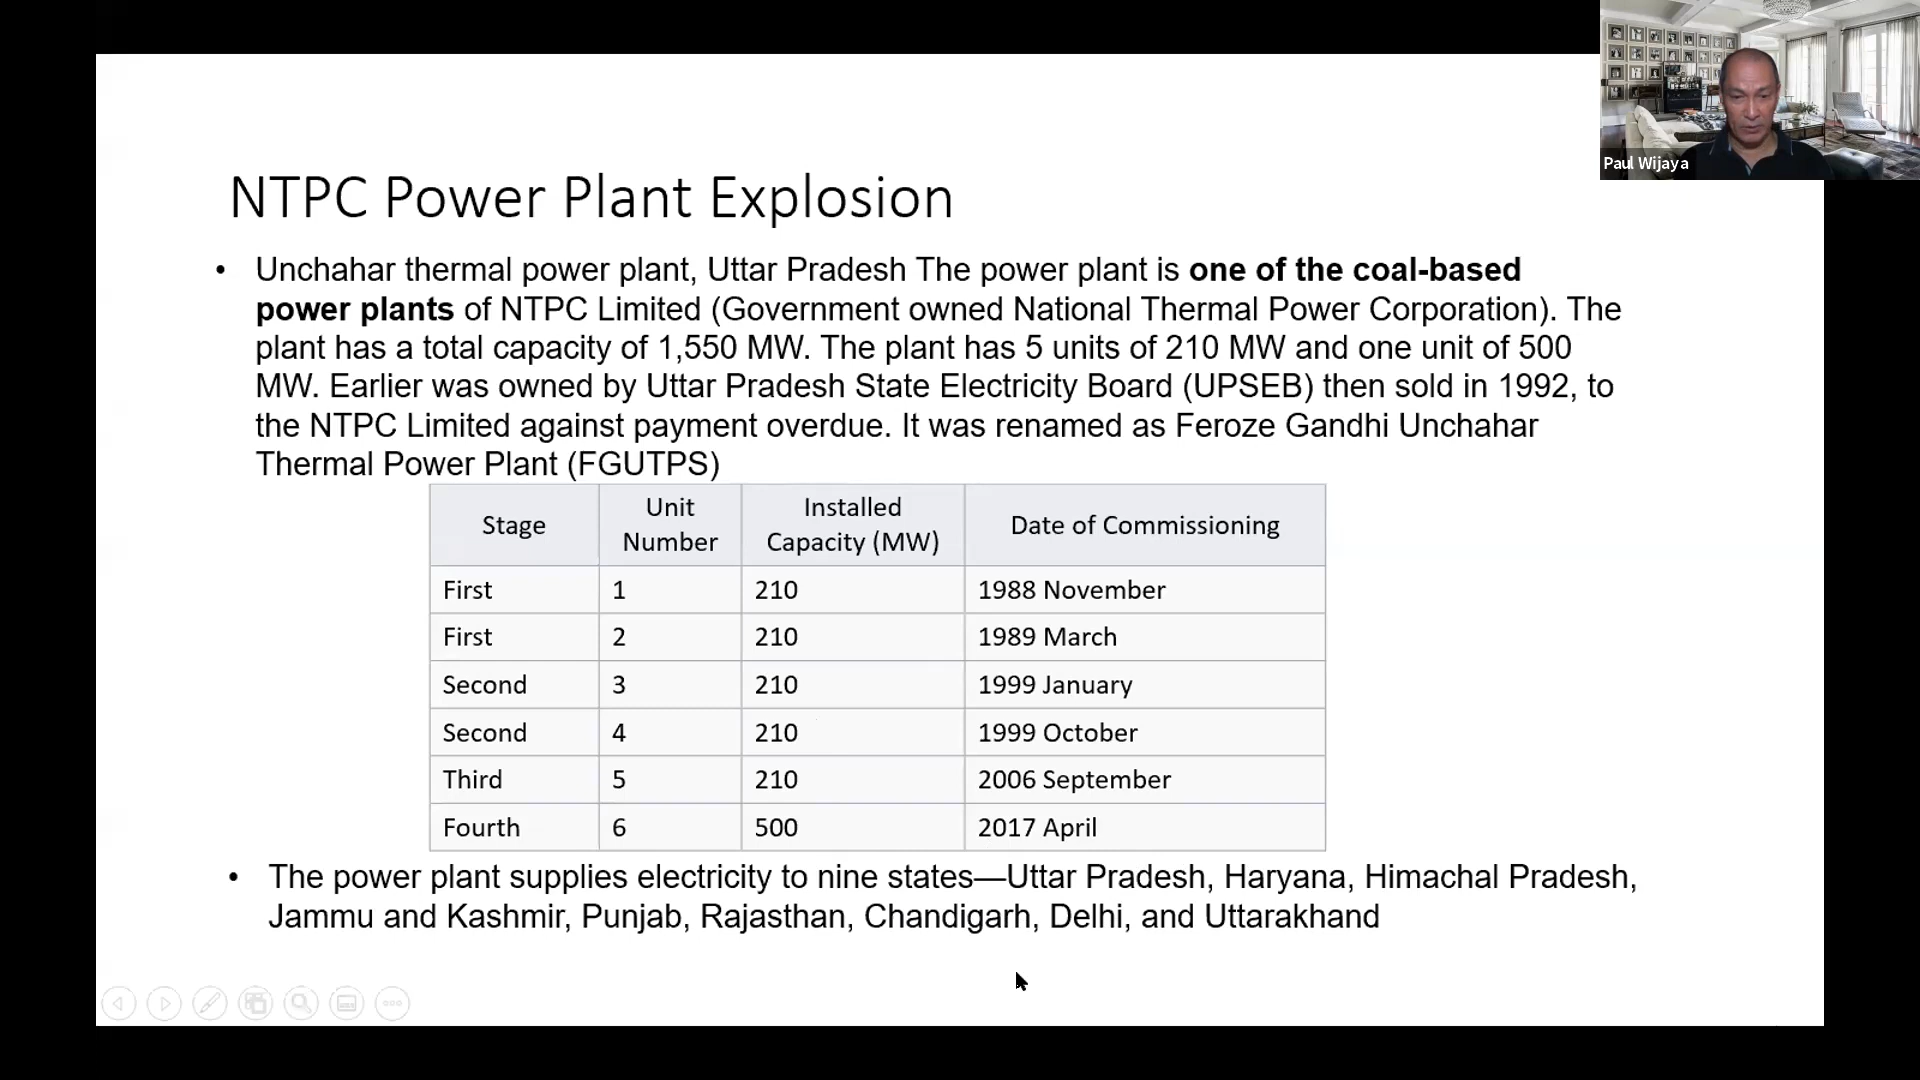 Paul Wijaya
NTPC Power Plant Explosion
• Unchahar thermal power plant, Uttar Pradesh The power plant is one of the coal-based
power plants of NTPC Limited (Government owned National Thermal Power Corporation). The
plant has a total capacity of 1,550 MW. The plant has 5 units of 210 MW and one unit of 500
MW. Earlier was owned by Uttar Pradesh State Electricity Board (UPSEB) then sold in 1992, to
the NTPC Limited against payment overdue. It was renamed as Feroze Gandhi Unchahar
Thermal Power Plant (FGUTPS)
Stage Unit Number Installed Capacity (MW) Date of Commissioning
First 1 210 1988 November
First 2 210 1989 March
Second 3 210 1999 January
Second 4 210 1999 October
Third 5 210 2006 September
Fourth 6 500 2017 April
• The power plant supplies electricity to nine states—Uttar Pradesh, Haryana, Himachal Pradesh,
Jammu and Kashmir, Punjab, Rajasthan, Chandigarh, Delhi, and Uttarakhand